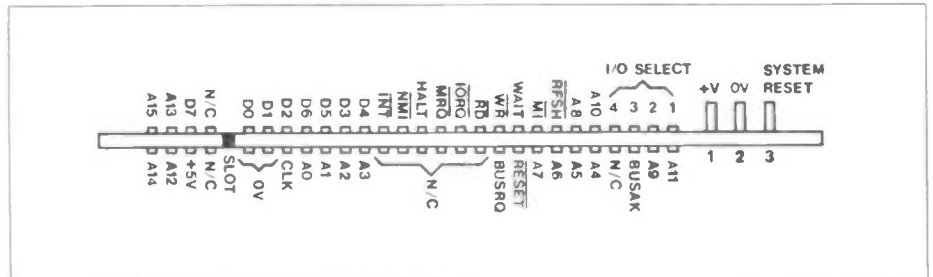 I/O SELECT
SYSTEM RESET
+V
0V
A15
A13
D7
N/C
D0
D1
D2
D6
D5
D3
D4
INT
NMI
HALT
MRQ
IORQ
RD
WR
WAIT
MI
RFSH
A8
A10
4
3
2
1
1
2
3
A14
A12
+5V
N/C
SLOT
0V
CLK
A0
A1
A2
A3
N/C
BUSRQ
RESET
A7
A6
A5
A4
N/C
BUSAK
A9
A11